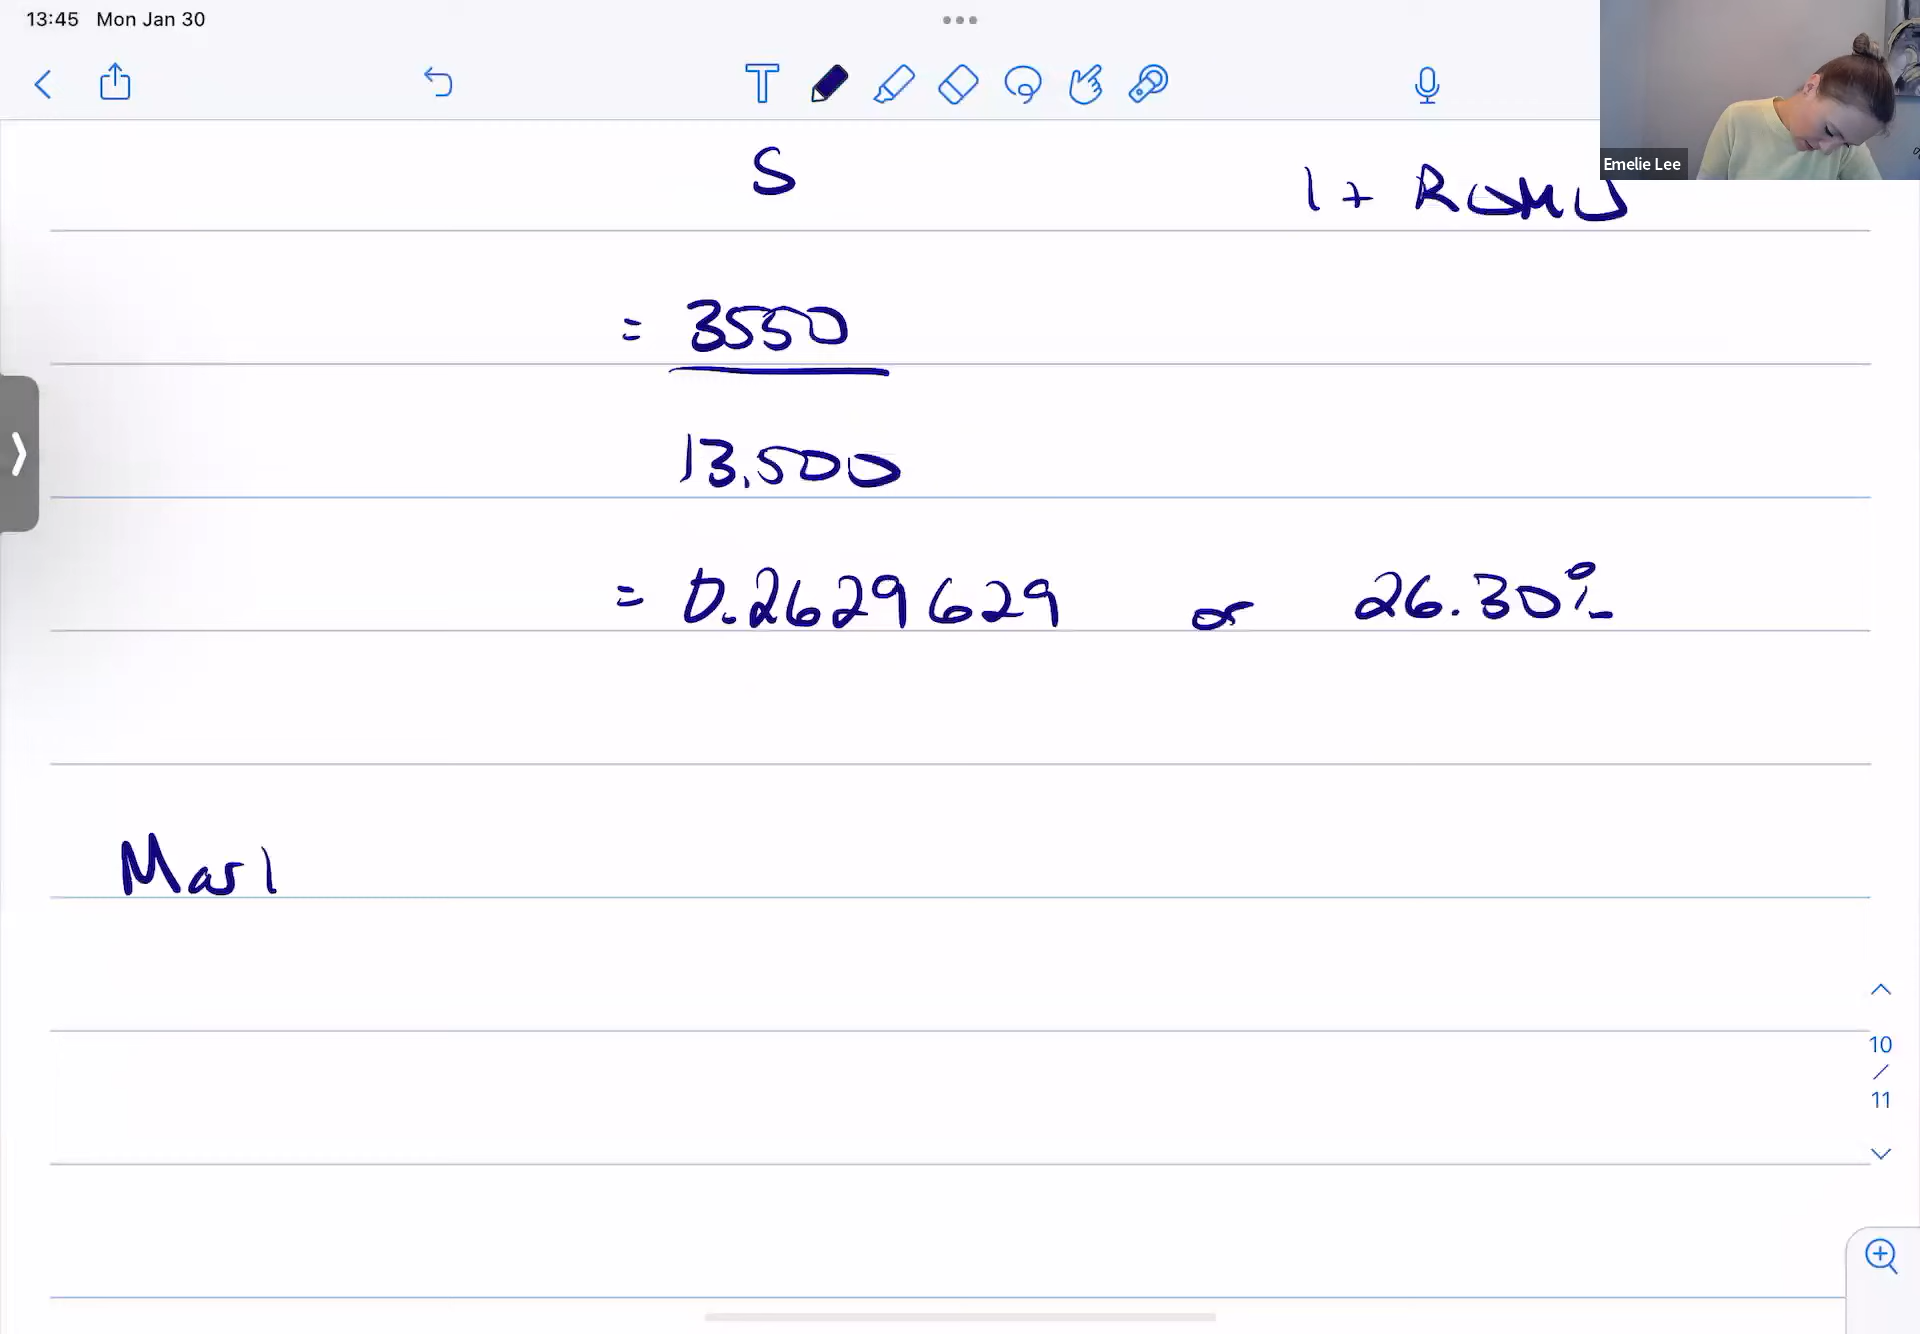 13:45 Mon Jan 30
T
Emelie Lee
S
1 + ROMU
= 3550
13,500
= 0.2629629 or 26.30%
Marl
10
/
11